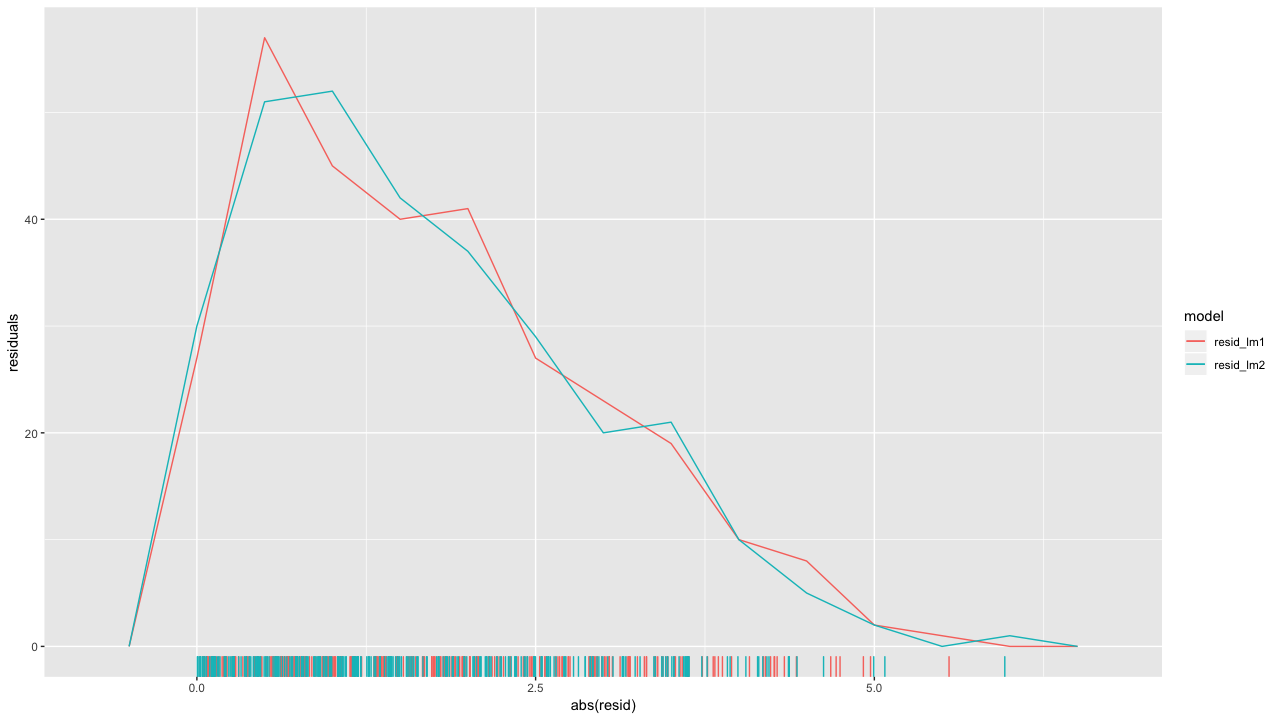 residuals
40
20
0
0.0
2.5
5.0
abs(resid)
model
resid_lm1
resid_lm2